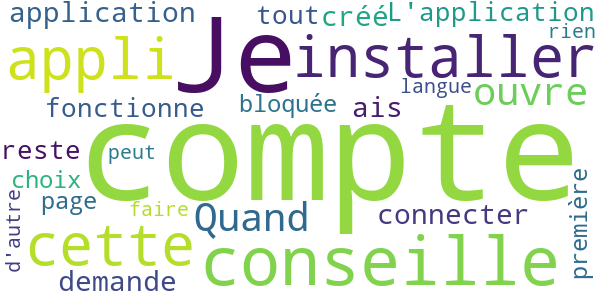 application
tout
créé
L'application
rien
appli
Je
installer
langue
ouvre
fonctionne
bloquée
ais
compte
reste
peut
choix
page
faire
Quand
connecter
première
d'autre
cette
conseille
demande